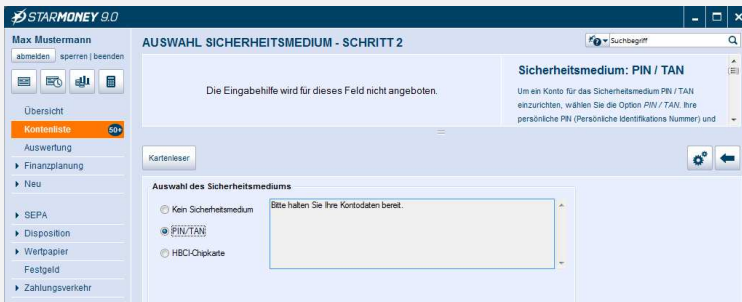 STARMONEY 9.0
Max Mustermann
abmelden sperren | beenden
Übersicht
Kontenliste 50+
Auswertung
Finanzplanung
Neu
SEPA
Disposition
Wertpapier
Festgeld
Zahlungsverkehr
AUSWAHL SICHERHEITSMEDIUM - SCHRITT 2
Suchbegriff
Die Eingabehilfe wird für dieses Feld nicht angeboten.
Sicherheitsmedium: PIN / TAN
Um ein Konto für das Sicherheitsmedium PIN / TAN
einzurichten, wählen Sie die Option PIN / TAN. Ihre
persönliche PIN (Persönliche Identifikations Nummer) und
Kartenleser
Auswahl des Sicherheitsmediums
Kein Sicherheitsmedium
PIN/TAN
HBCI-Chipkarte
Bitte halten Sie Ihre Kontodaten bereit.